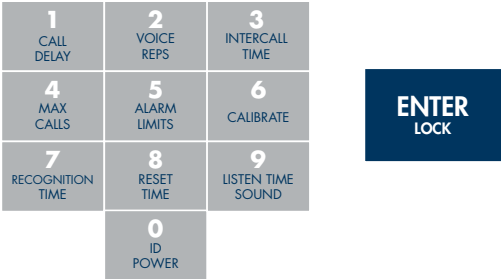 1
CALL
DELAY
2
VOICE
REPS
3
INTERCALL
TIME
4
MAX
CALLS
5
ALARM
LIMITS
6
CALIBRATE
7
RECOGNITION
TIME
8
RESET
TIME
9
LISTEN TIME
SOUND
0
ID
POWER
ENTER
LOCK